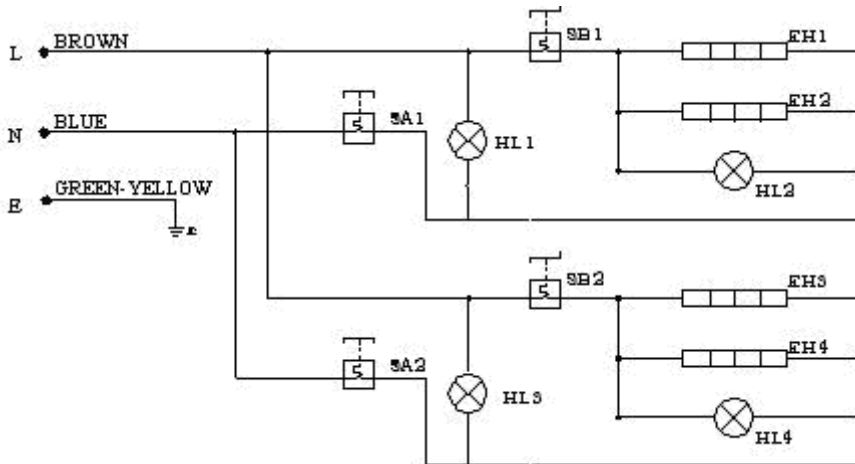 L BROWN
SB1
EH1
EH2
N BLUE
SA1
HL1
HL2
E GREEN-YELLOW
SB2
EH3
EH4
SA2
HL3
HL4